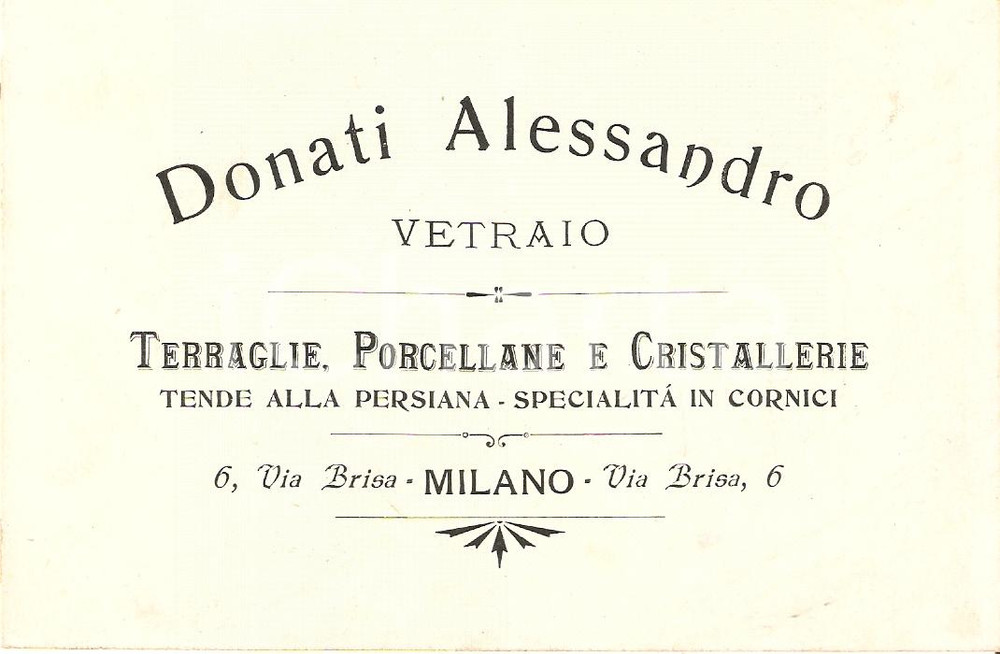 Donati Alessandro
VETRAIO
TERRAGLIE, PORCELLANE E CRISTALLERIE
TENDE ALLA PERSIANA - SPECIALITÁ IN CORNICI
6, Via Brisa - MILANO - Via Brisa, 6